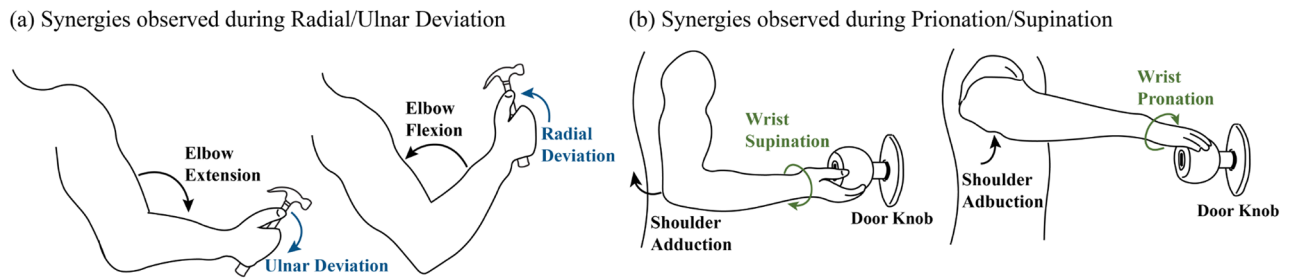 (a) Synergies observed during Radial/Ulnar Deviation
Elbow
Extension
Ulnar Deviation
Elbow
Flexion
Radial
Deviation
(b) Synergies observed during Prionation/Supination
Wrist
Supination
Shoulder
Adduction
Door Knob
Wrist
Pronation
Shoulder
Adbuction
Door Knob